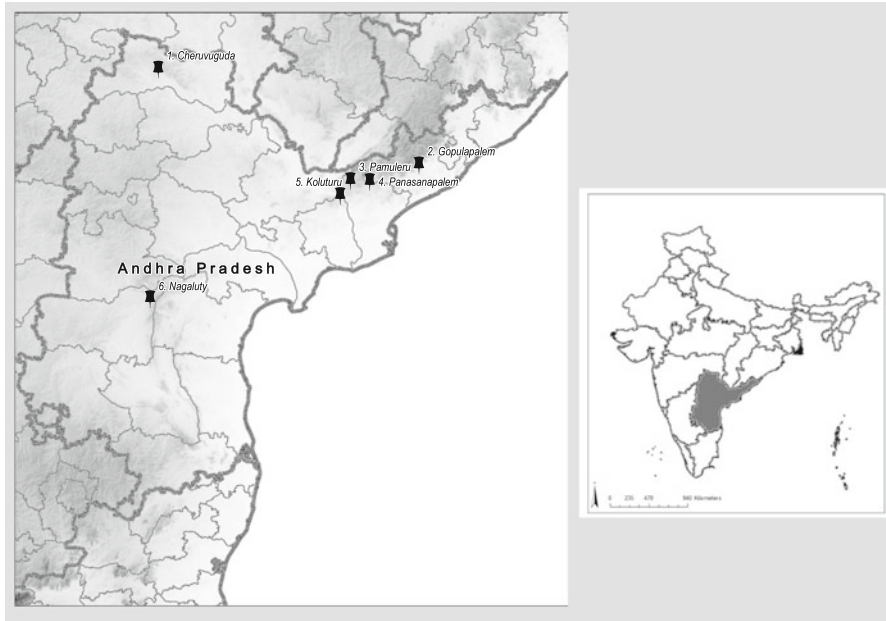 1. Cheruvuguda
2. Gopulapalem
3. Pamuleru
4. Panasanapalem
5. Koluturu
Andhra Pradesh
6. Nagaluty
0 235 470 940 Kilometers